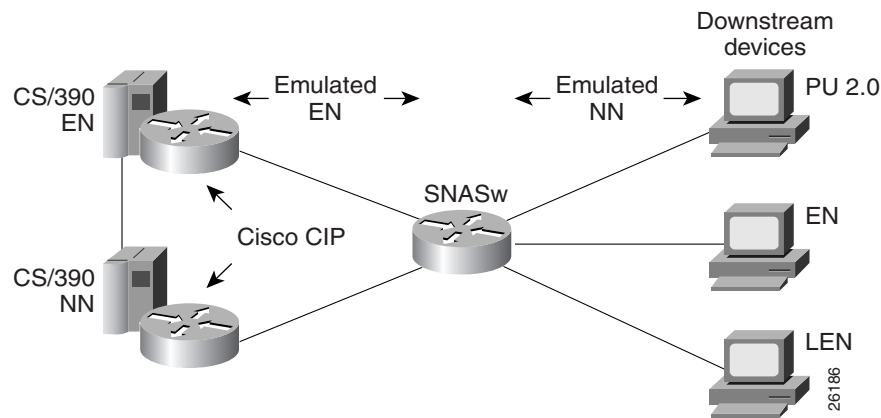 Downstream
devices
CS/390
EN
Emulated
EN
Emulated
NN
PU 2.0
SNASw
Cisco CIP
EN
CS/390
NN
LEN
26186